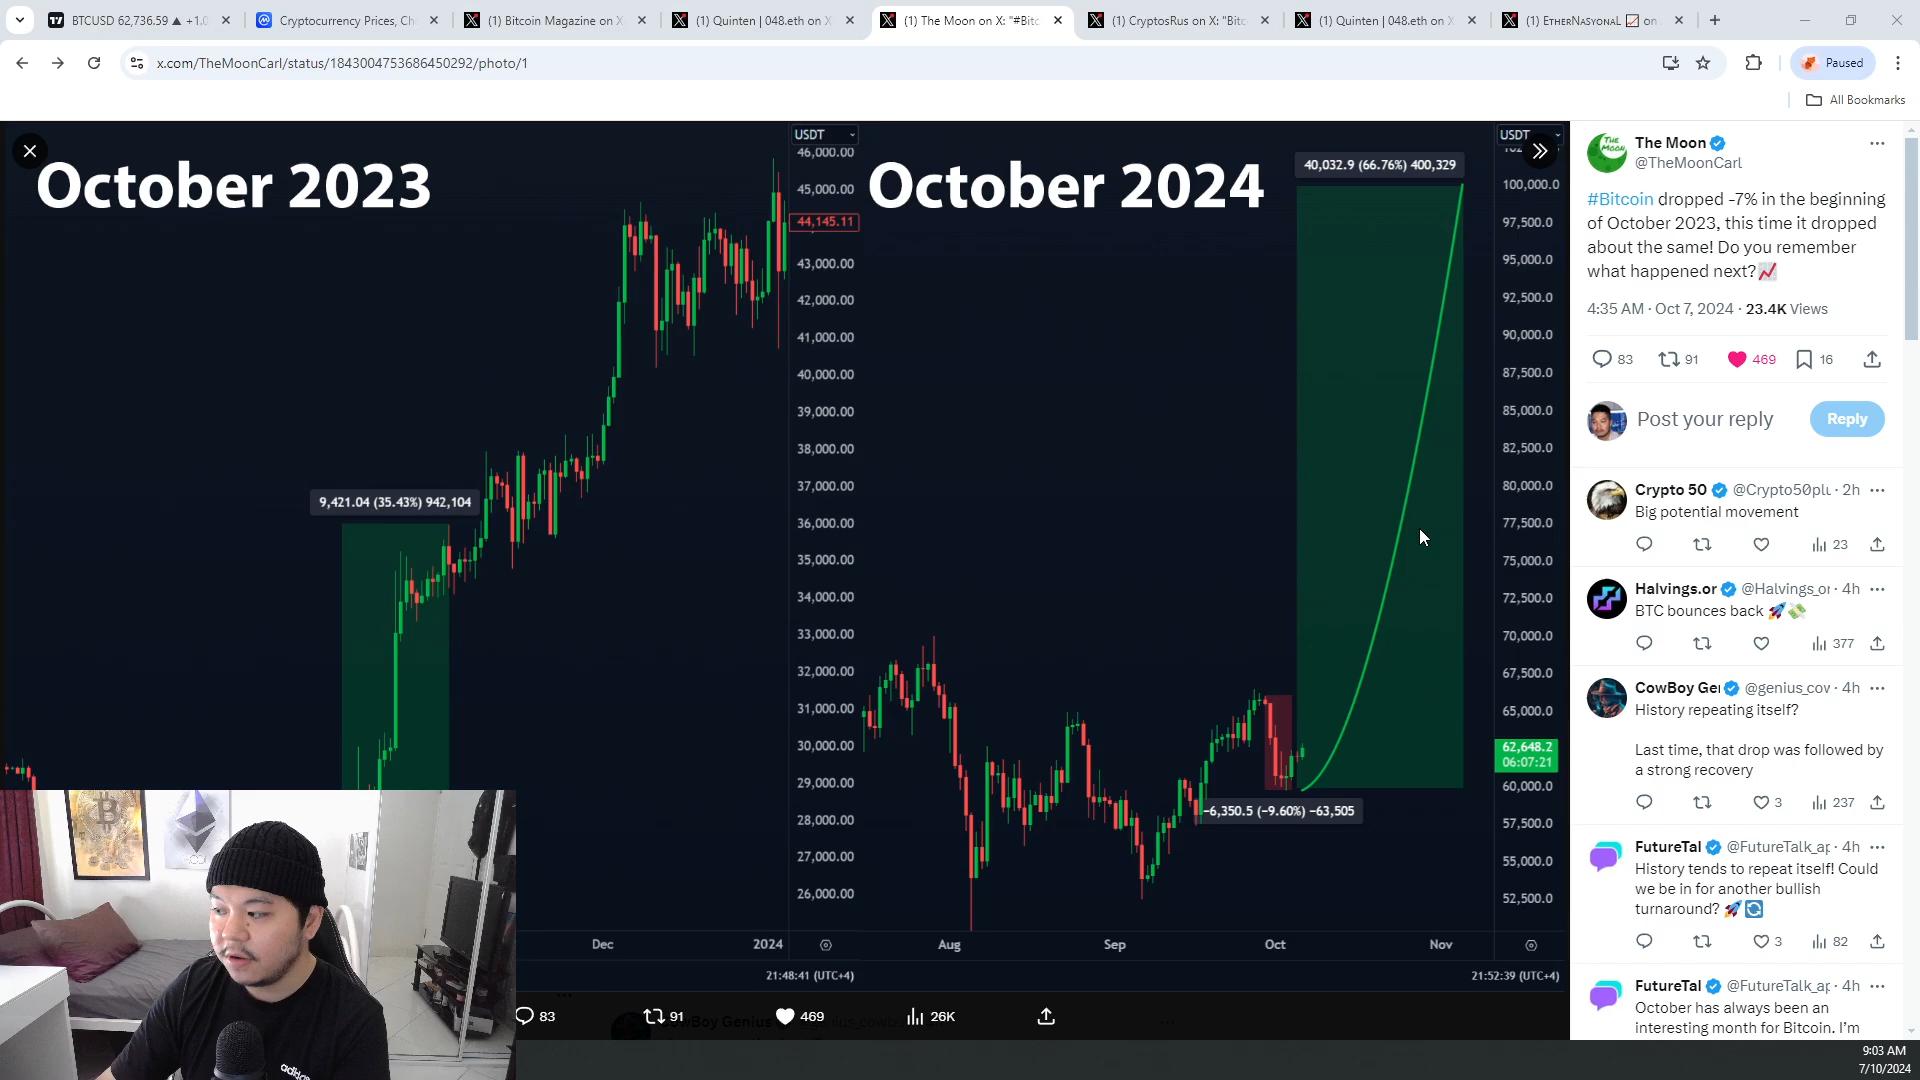 BTCUSD 62,736.59 ▲ +1.0
Cryptocurrency Prices, Ch
(1) Bitcoin Magazine on X
(1) Quinten | 048.eth on X
(1) The Moon on X: "#Bitc
(1) CryptosRus on X: "Bitc
(1) Quinten | 048.eth on X
(1) EᴛʜᴇʀNᴀsʏᴏɴᴀL 📈 on
x.com/TheMoonCarl/status/1843004753686450292/photo/1
Paused
All Bookmarks
October 2023
USDT
46,000.00
45,000.00
44,145.11
43,000.00
42,000.00
41,000.00
40,000.00
39,000.00
38,000.00
37,000.00
36,000.00
35,000.00
34,000.00
33,000.00
32,000.00
31,000.00
30,000.00
29,000.00
28,000.00
27,000.00
26,000.00
9,421.04 (35.43%) 942,104
Dec
2024
21:48:41 (UTC+4)
October 2024
USDT
40,032.9 (66.76%) 400,329
100,000.0
97,500.0
95,000.0
92,500.0
90,000.0
87,500.0
85,000.0
82,500.0
80,000.0
77,500.0
75,000.0
72,500.0
70,000.0
67,500.0
65,000.0
62,648.2
06:07:21
60,000.0
57,500.0
55,000.0
52,500.0
−6,350.5 (−9.60%) −63,505
Aug
Sep
Oct
Nov
21:52:39 (UTC+4)
83
91
469
26K
The Moon
@TheMoonCarl
#Bitcoin dropped -7% in the beginning
of October 2023, this time it dropped
about the same! Do you remember
what happened next?📈
4:35 AM · Oct 7, 2024 · 23.4K Views
83
91
469
16
Post your reply
Reply
Crypto 50 @Crypto50plu · 2h
Big potential movement
23
Halvings.or @Halvings_or · 4h
BTC bounces back 🚀💸
377
CowBoy Ger @genius_cow · 4h
History repeating itself?
Last time, that drop was followed by
a strong recovery
3
237
FutureTal @FutureTalk_ap · 4h
History tends to repeat itself! Could
we be in for another bullish
turnaround? 🚀🔄
3
82
FutureTal @FutureTalk_ap · 4h
October has always been an
interesting month for Bitcoin. I'm
adidas
9:03 AM
7/10/2024